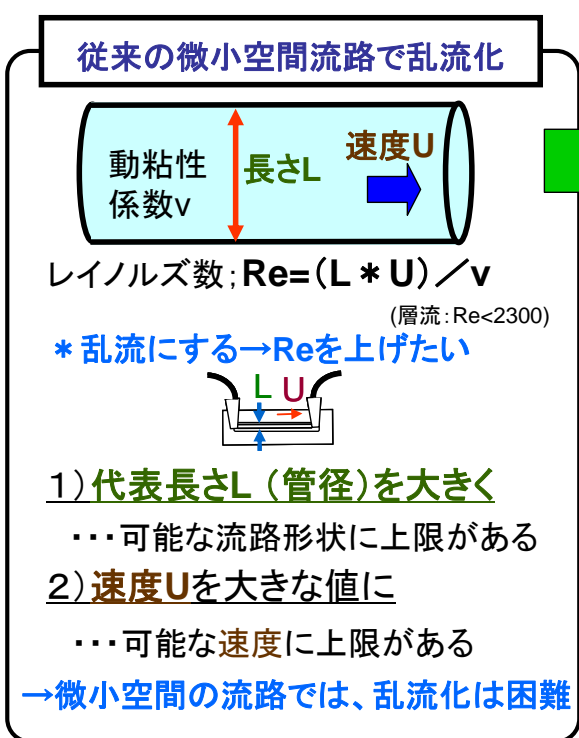 従来の微小空間流路で乱流化
動粘性
係数v
長さL
速度U
レイノルズ数;Re=(L*U)/v
(層流:Re<2300)
*乱流にする→Reを上げたい
L U
1)代表長さL(管径)を大きく
・・・可能な流路形状に上限がある
2)速度Uを大きな値に
・・・可能な速度に上限がある
→微小空間の流路では、乱流化は困難